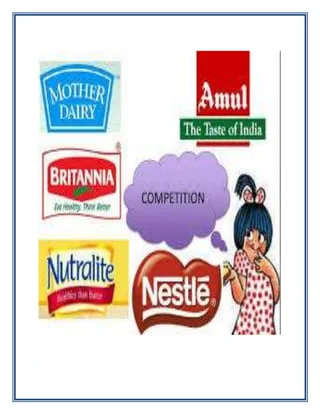 MOTHER
DAIRY
Amul
The Taste of India
BRITANNIA
Eat Healthy, Think Better
COMPETITION
Nutralite
Nestlé